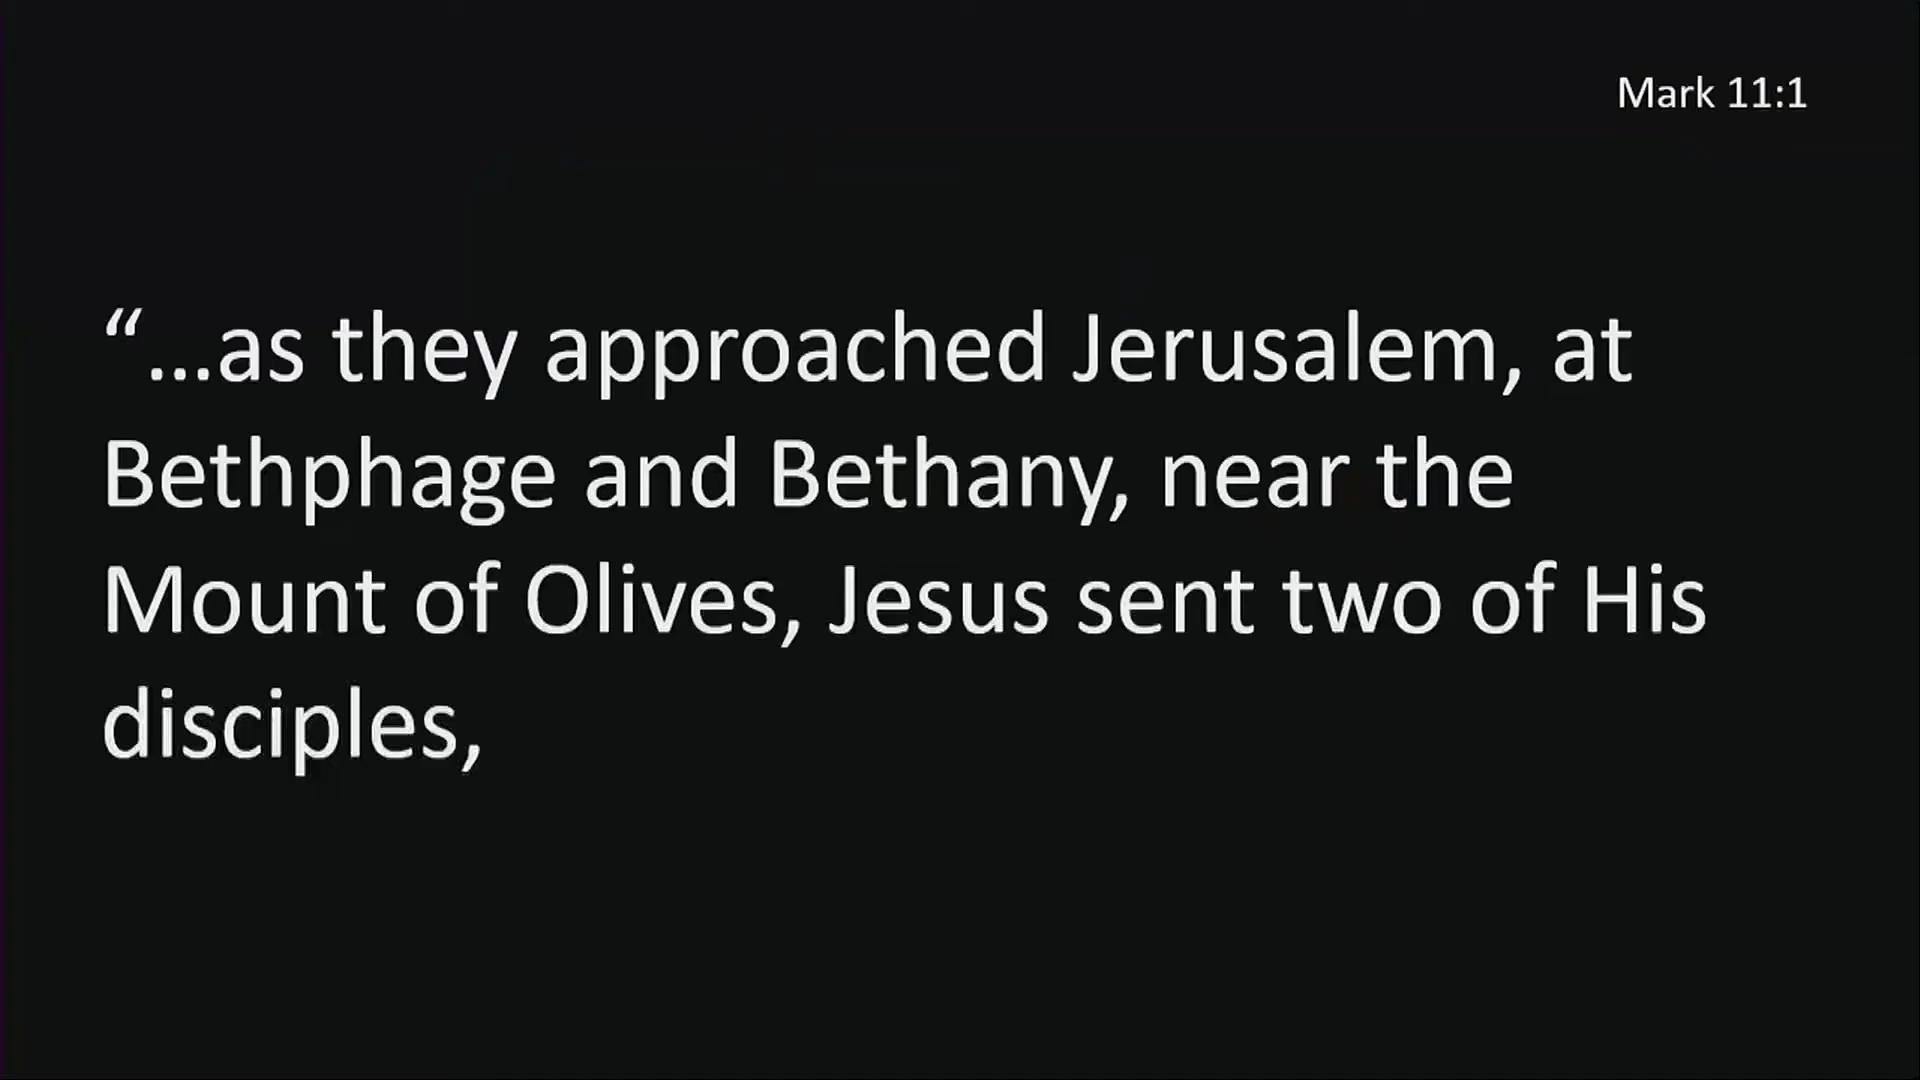 Mark 11:1
“...as they approached Jerusalem, at
Bethphage and Bethany, near the
Mount of Olives, Jesus sent two of His
disciples,